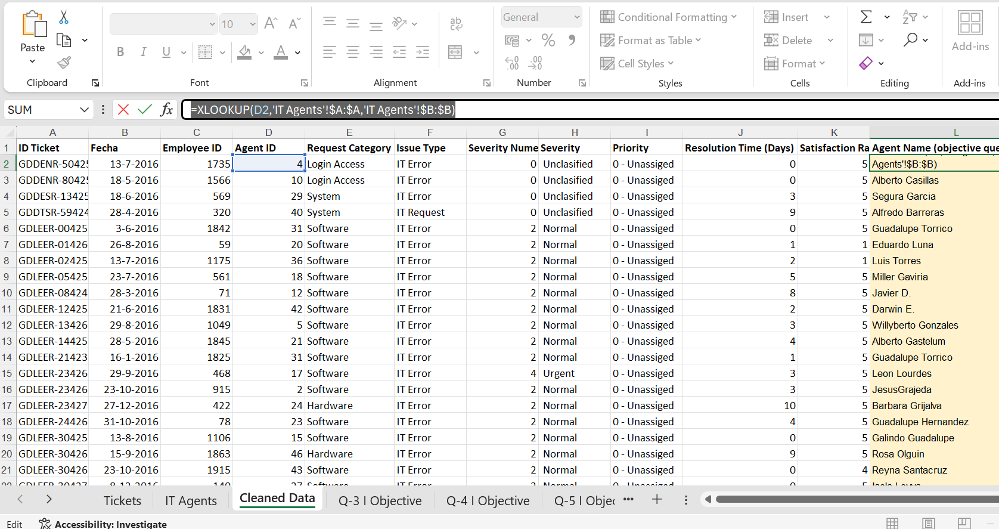 Paste
Clipboard
10
B I U
Font
ab
Alignment
General
%
Number
Conditional Formatting
Format as Table
Cell Styles
Styles
Insert
Delete
Format
Cells
Editing
Add-ins
Add-ins
SUM
fx
=XLOOKUP(D2,'IT Agents'!$A:$A,'IT Agents'!$B:$B)
A B C D E F G H I J K L
1 ID Ticket Fecha Employee ID Agent ID Request Category Issue Type Severity Nume Severity Priority Resolution Time (Days) Satisfaction Ra Agent Name (objective que
2 GDDENR-50425 13-7-2016 1735 4 Login Access IT Error 0 Unclasified 0 - Unassiged 0 5 Agents'!$B:$B)
3 GDDENR-80425 18-5-2016 1566 10 Login Access IT Error 0 Unclasified 0 - Unassiged 0 5 Alberto Casillas
4 GDDESR-13425 18-6-2016 569 29 System IT Error 0 Unclasified 0 - Unassiged 3 5 Segura Garcia
5 GDDTSR-59424 28-4-2016 320 40 System IT Request 0 Unclasified 0 - Unassiged 9 5 Alfredo Barreras
6 GDLEER-00425 3-6-2016 1842 31 Software IT Error 2 Normal 0 - Unassiged 0 5 Guadalupe Torrico
7 GDLEER-01426 26-8-2016 59 20 Software IT Error 2 Normal 0 - Unassiged 1 1 Eduardo Luna
8 GDLEER-02425 13-7-2016 1175 36 Software IT Error 2 Normal 0 - Unassiged 2 1 Luis Torres
9 GDLEER-05425 23-7-2016 561 18 Software IT Error 2 Normal 0 - Unassiged 5 5 Miller Gaviria
10 GDLEER-08424 28-3-2016 71 12 Software IT Error 2 Normal 0 - Unassiged 8 5 Javier D.
11 GDLEER-12425 21-6-2016 1831 42 Software IT Error 2 Normal 0 - Unassiged 2 5 Darwin E.
12 GDLEER-13426 29-8-2016 1049 5 Software IT Error 2 Normal 0 - Unassiged 3 5 Willyberto Gonzales
13 GDLEER-14425 28-5-2016 1845 21 Software IT Error 2 Normal 0 - Unassiged 4 5 Alberto Gastelum
14 GDLEER-21423 16-1-2016 1825 31 Software IT Error 2 Normal 0 - Unassiged 1 5 Guadalupe Torrico
15 GDLEER-23426 29-9-2016 468 17 Software IT Error 4 Urgent 0 - Unassiged 3 5 Leon Lourdes
16 GDLEER-23426 23-10-2016 915 2 Software IT Error 2 Normal 0 - Unassiged 3 5 JesusGrajeda
17 GDLEER-23427 27-12-2016 422 24 Hardware IT Error 2 Normal 0 - Unassiged 10 5 Barbara Grijalva
18 GDLEER-24426 31-10-2016 78 23 Software IT Error 2 Normal 0 - Unassiged 4 5 Guadalupe Hernandez
19 GDLEER-30425 13-8-2016 1106 15 Software IT Error 2 Normal 0 - Unassiged 0 5 Galindo Guadalupe
20 GDLEER-30426 15-9-2016 1863 46 Hardware IT Error 2 Normal 0 - Unassiged 9 5 Rosa Olguin
21 GDLEER-30426 23-10-2016 1915 43 Software IT Error 2 Normal 0 - Unassiged 0 4 Reyna Santacruz
Tickets IT Agents Cleaned Data Q-3 I Objective Q-4 I Objective Q-5 I Objec
Edit Accessibility: Investigate